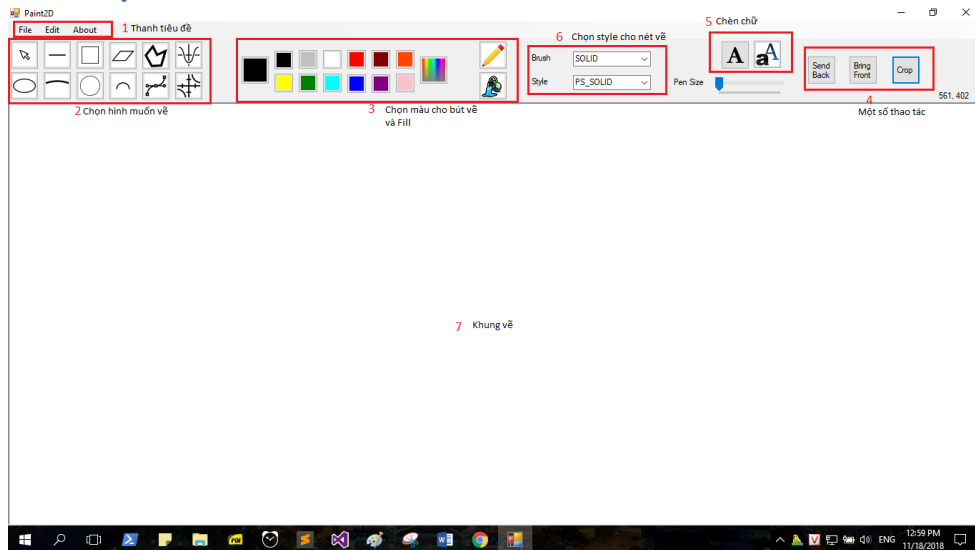 Paint2D
File Edit About
1 Thanh tiêu đề
5 Chèn chữ
6 Chọn style cho nét vẽ
Brush SOLID
Style PS_SOLID
Pen Size
A aA
Send Back
Bring Front
Crop
561, 402
2 Chọn hình muốn vẽ
3 Chọn màu cho bút vẽ
và Fill
4
Một số thao tác
7 Khung vẽ
ENG
12:59 PM
11/18/2018